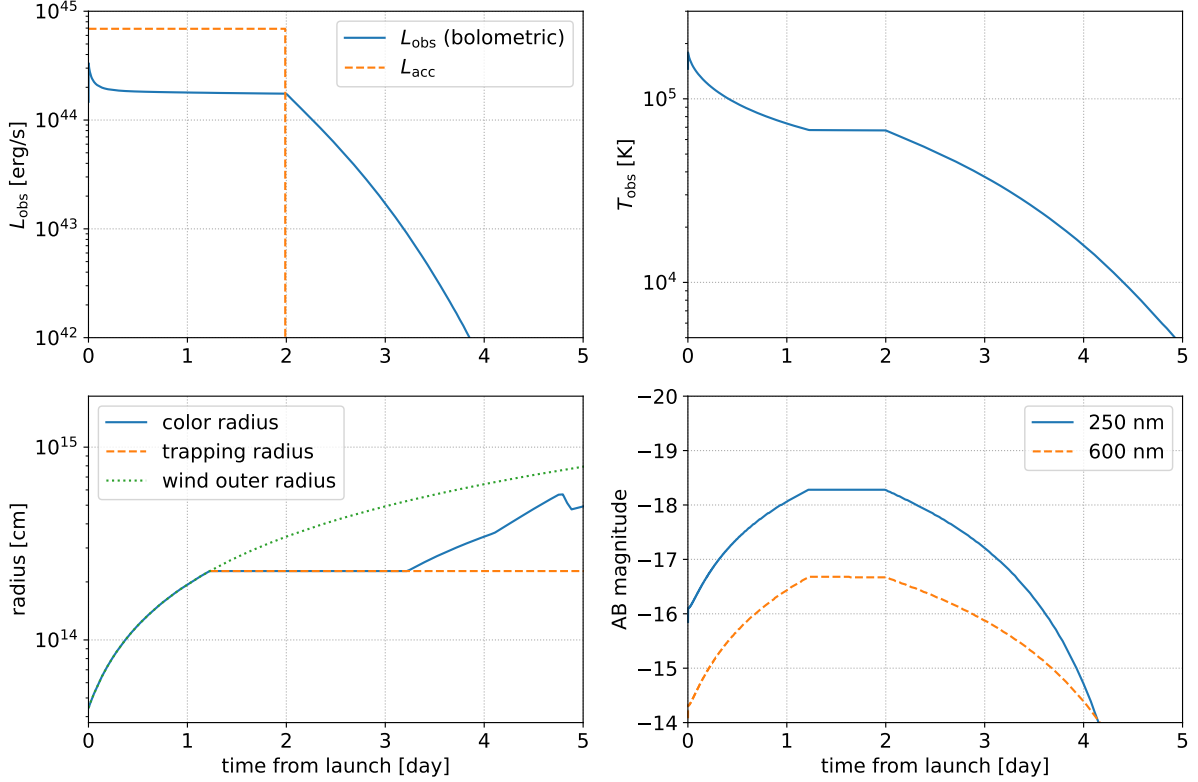 10^45
10^44
10^43
10^42
L_obs [erg/s]
L_obs (bolometric)
L_acc
0 1 2 3 4 5
10^5
10^4
T_obs [K]
0 1 2 3 4 5
10^15
10^14
radius [cm]
color radius
trapping radius
wind outer radius
0 1 2 3 4 5
time from launch [day]
−20
−19
−18
−17
−16
−15
−14
AB magnitude
250 nm
600 nm
0 1 2 3 4 5
time from launch [day]